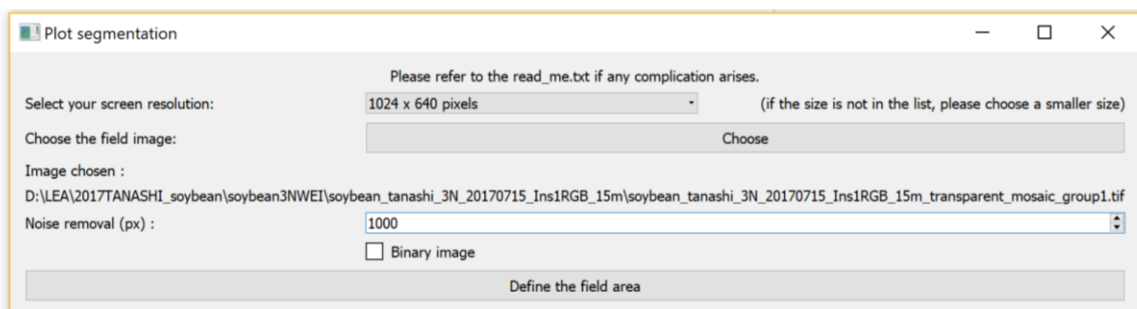 Plot segmentation
Please refer to the read_me.txt if any complication arises.
Select your screen resolution: 1024 x 640 pixels (if the size is not in the list, please choose a smaller size)
Choose the field image: Choose
Image chosen :
D:\LEA\2017TANASHI_soybean\soybean3NWEI\soybean_tanashi_3N_20170715_Ins1RGB_15m\soybean_tanashi_3N_20170715_Ins1RGB_15m_transparent_mosaic_group1.tif
Noise removal (px) : 1000
Binary image
Define the field area